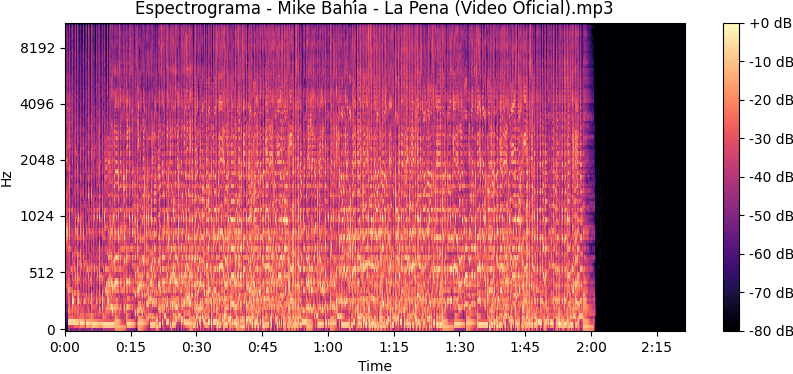 Espectrograma - Mike Bahía - La Pena (Video Oficial).mp3
+0 dB
8192
-10 dB
4096
-20 dB
-30 dB
2048
-40 dB
Hz
1024
-50 dB
512
-60 dB
-70 dB
0
-80 dB
0:00 0:15 0:30 0:45 1:00 1:15 1:30 1:45 2:00 2:15
Time